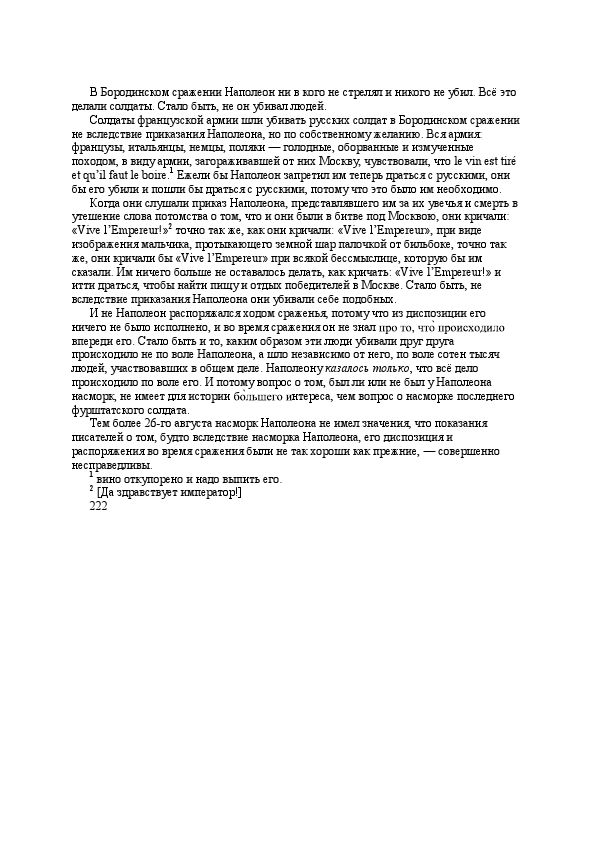 В Бородинском сражении Наполеон ни в кого не стрелял и никого не убил. Всё это
делали солдаты. Стало быть, не он убивал людей.
Солдаты французской армии шли убивать русских солдат в Бородинском сражении
не вследствие приказания Наполеона, но по собственному желанию. Вся армия:
французы, итальянцы, немцы, поляки — голодные, оборванные и измученные
походом, в виду армии, загораживавшей от них Москву, чувствовали, что le vin est tiré
et qu’il faut le boire.¹ Ежели бы Наполеон запретил им теперь драться с русскими, они
бы его убили и пошли бы драться с русскими, потому что это было им необходимо.
Когда они слушали приказ Наполеона, представлявшего им за их увечья и смерть в
утешение слова потомства о том, что и они были в битве под Москвою, они кричали:
«Vive l’Empereur!»² точно так же, как они кричали: «Vive l’Empereur», при виде
изображения мальчика, протыкающего земной шар палочкой от бильбоке, точно так
же, они кричали бы «Vive l’Empereur» при всякой бессмыслице, которую бы им
сказали. Им ничего больше не оставалось делать, как кричать: «Vive l’Empereur!» и
итти драться, чтобы найти пищу и отдых победителей в Москве. Стало быть, не
вследствие приказания Наполеона они убивали себе подобных.
И не Наполеон распоряжался ходом сраженья, потому что из диспозиции его
ничего не было исполнено, и во время сражения он не знал про то, что̀ происходило
впереди его. Стало быть и то, каким образом эти люди убивали друг друга
происходило не по воле Наполеона, а шло независимо от него, по воле сотен тысяч
людей, участвовавших в общем деле. Наполеону казалось только, что всё дело
происходило по воле его. И потому вопрос о том, был ли или не был у Наполеона
насморк, не имеет для истории бо̀льшего интереса, чем вопрос о насморке последнего
фурштатского солдата.
Тем более 26-го августа насморк Наполеона не имел значения, что показания
писателей о том, будто вследствие насморка Наполеона, его диспозиция и
распоряжения во время сражения были не так хороши как прежние, — совершенно
несправедливы.
¹ вино откупорено и надо выпить его.
² [Да здравствует император!]
222